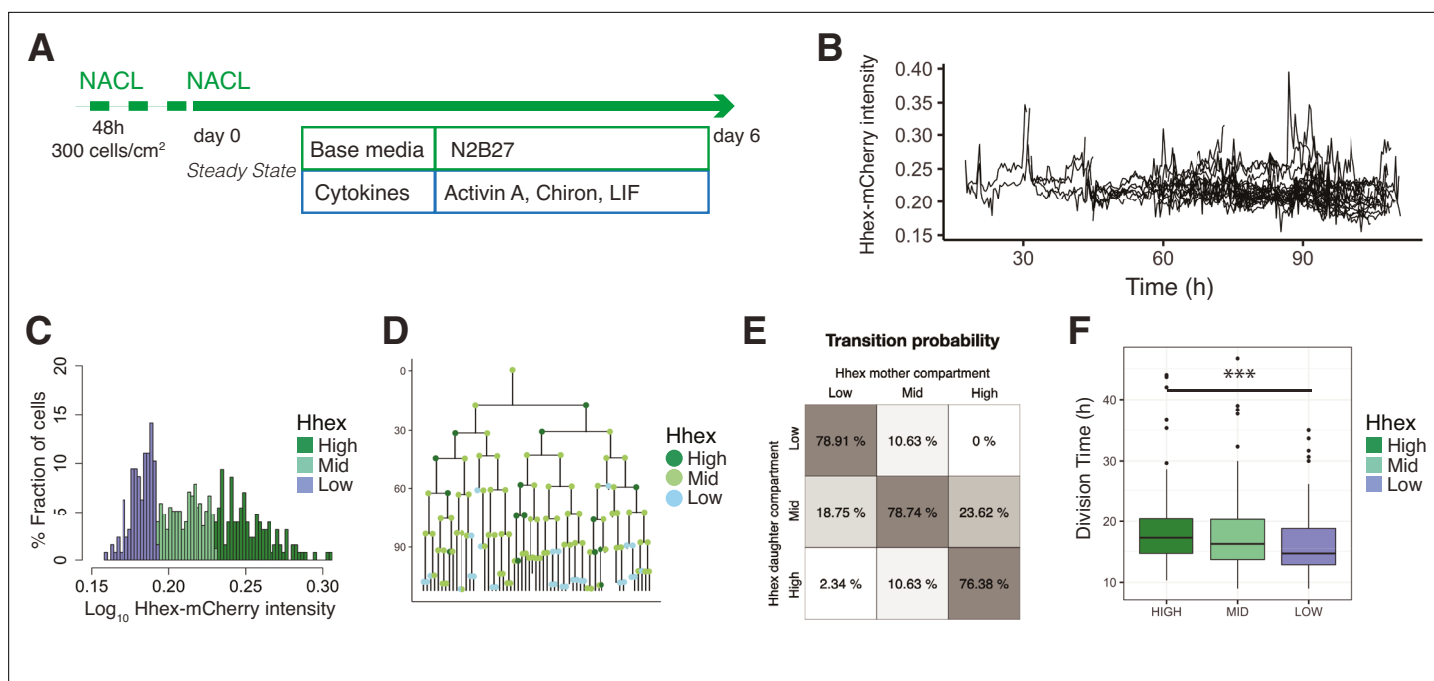 A
NACL NACL
48h
300 cells/cm²
day 0
day 6
Steady State
Base media N2B27
Cytokines Activin A, Chiron, LIF
B
Hhex-mCherry intensity
0.40
0.35
0.30
0.25
0.20
0.15
30 60 90
Time (h)
C
% Fraction of cells
20
15
10
5
0
0.15 0.20 0.25 0.30
Log₁₀ Hhex-mCherry intensity
Hhex
High
Mid
Low
D
0
30
60
90
Hhex
High
Mid
Low
E
Transition probability
Hhex mother compartment
Low Mid High
Hhex daughter compartment
Low 78.91 % 10.63 % 0 %
Mid 18.75 % 78.74 % 23.62 %
High 2.34 % 10.63 % 76.38 %
F
Division Time (h)
40
30
20
10
***
HIGH MID LOW
Hhex
High
Mid
Low